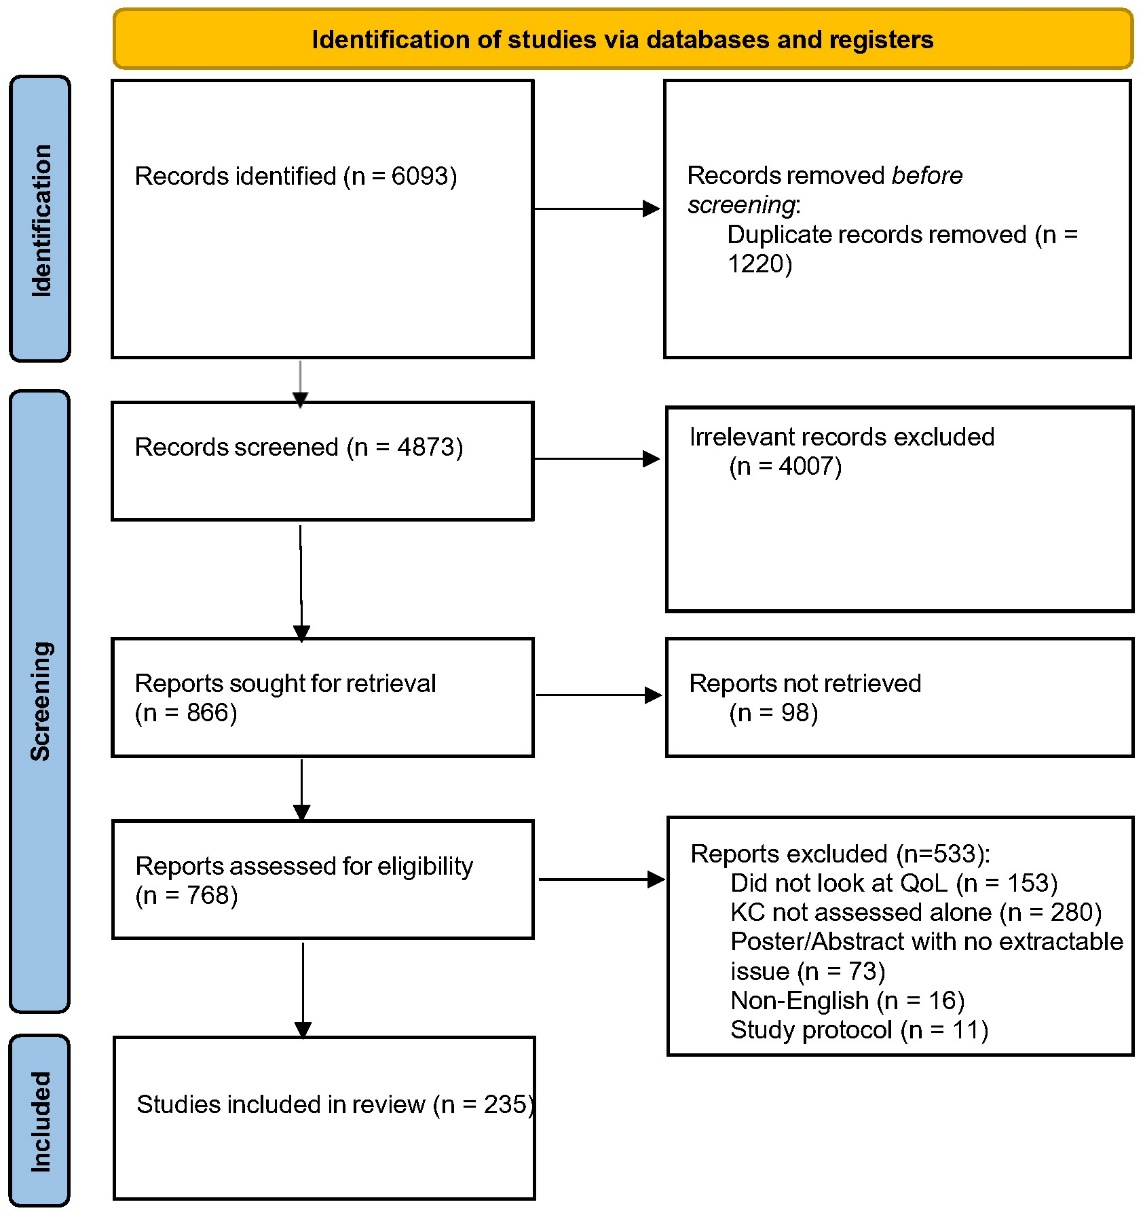 Identification of studies via databases and registers
Identification
Records identified (n = 6093)
Records removed before
screening:
Duplicate records removed (n =
1220)
Screening
Records screened (n = 4873)
Irrelevant records excluded
(n = 4007)
Reports sought for retrieval
(n = 866)
Reports not retrieved
(n = 98)
Reports assessed for eligibility
(n = 768)
Reports excluded (n=533):
Did not look at QoL (n = 153)
KC not assessed alone (n = 280)
Poster/Abstract with no extractable
issue (n = 73)
Non-English (n = 16)
Study protocol (n = 11)
Included
Studies included in review (n = 235)